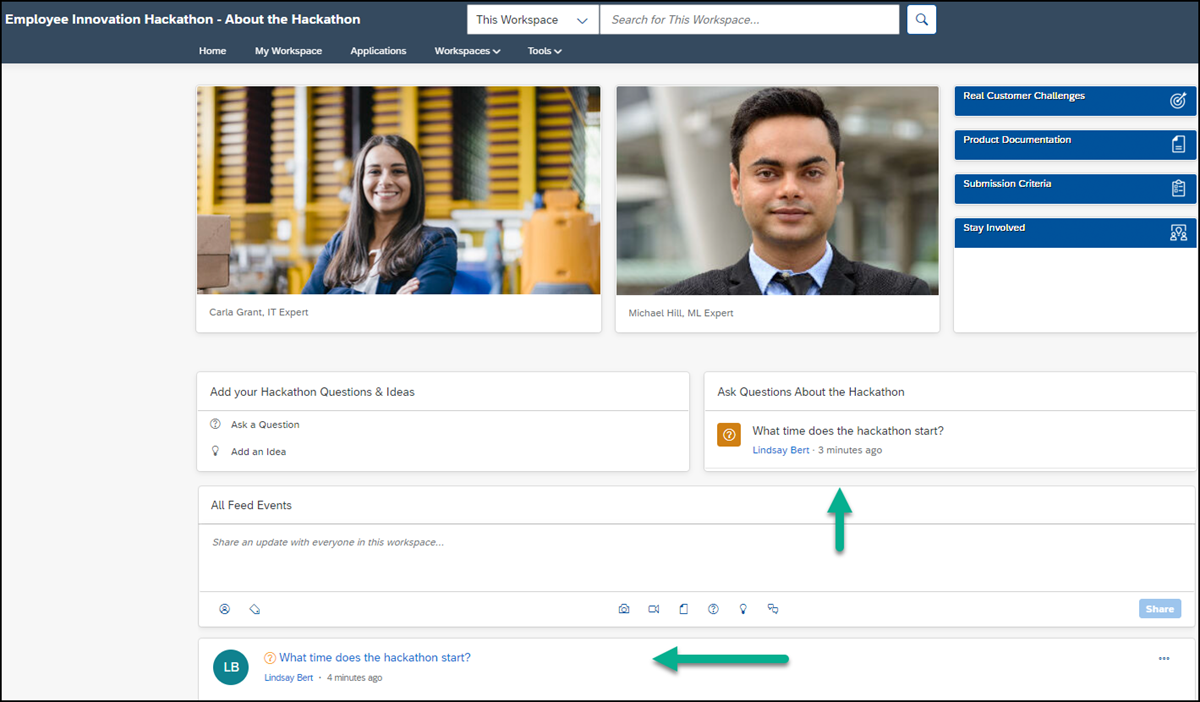 Employee Innovation Hackathon - About the Hackathon
This Workspace
Search for This Workspace...
Home
My Workspace
Applications
Workspaces
Tools
Carla Grant, IT Expert
Michael Hill, ML Expert
Real Customer Challenges
Product Documentation
Submission Criteria
Stay Involved
Add your Hackathon Questions & Ideas
Ask a Question
Add an Idea
Ask Questions About the Hackathon
What time does the hackathon start?
Lindsay Bert · 3 minutes ago
All Feed Events
Share an update with everyone in this workspace...
Share
LB
What time does the hackathon start?
Lindsay Bert · 4 minutes ago